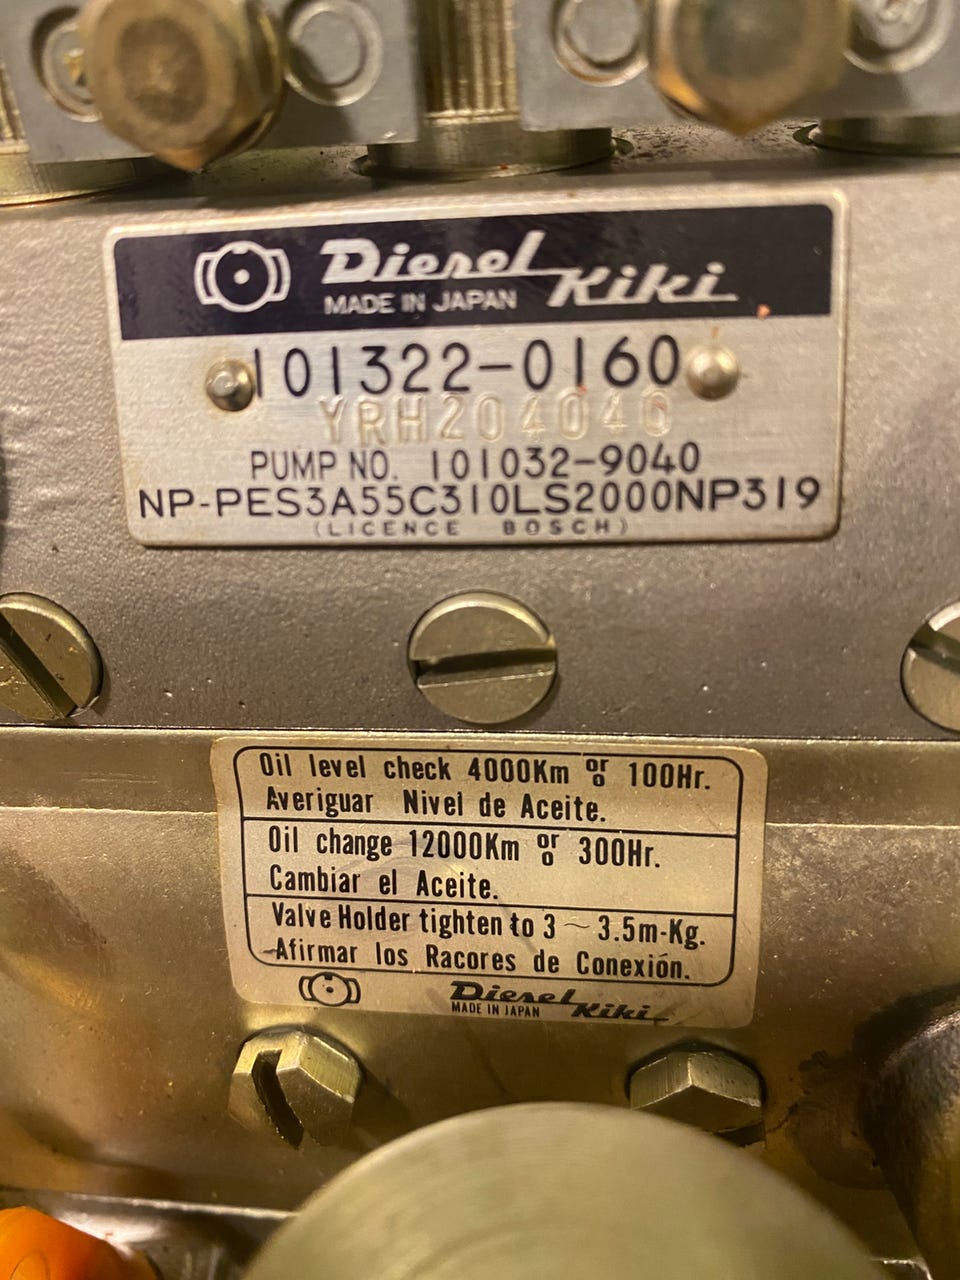 Diesel Kiki
MADE IN JAPAN
101322-0160
YRH204040
PUMP NO. 101032-9040
NP-PES3A55C310LS2000NP319
(LICENCE BOSCH)
Oil level check 4000Km or o 100Hr.
Averiguar Nivel de Aceite.
Oil change 12000Km or o 300Hr.
Cambiar el Aceite.
Valve Holder tighten to 3 ~ 3.5m-Kg.
Afirmar los Racores de Conexión.
Diesel Kiki
MADE IN JAPAN